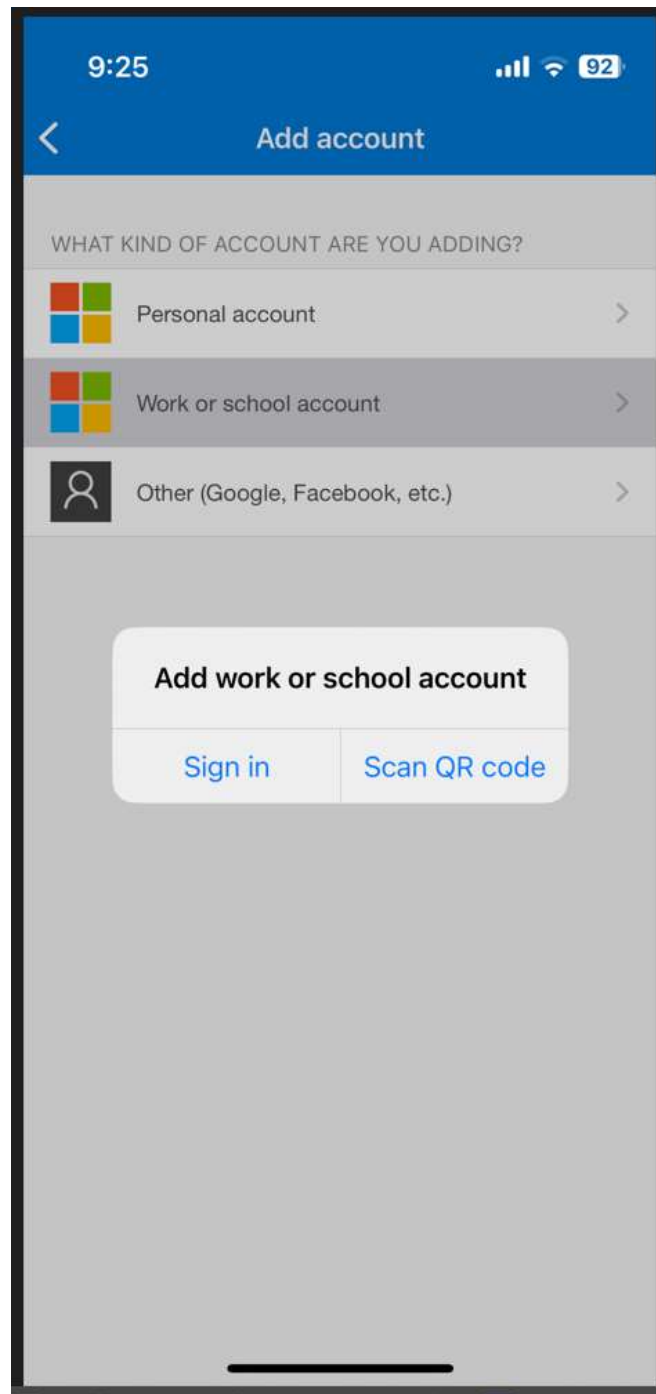 9:25
92
Add account
WHAT KIND OF ACCOUNT ARE YOU ADDING?
Personal account
Work or school account
Other (Google, Facebook, etc.)
Add work or school account
Sign in
Scan QR code